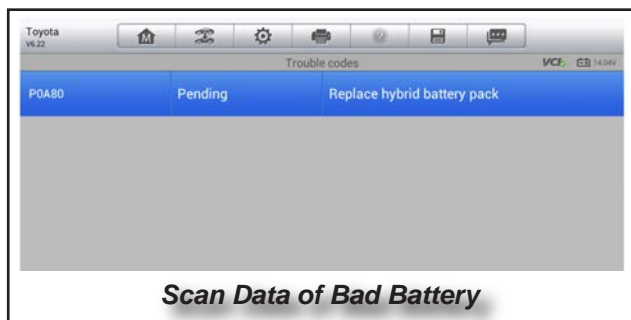 Toyota
V6.22
M
Trouble codes
VCI
14.04V
P0A80 Pending Replace hybrid battery pack
Scan Data of Bad Battery